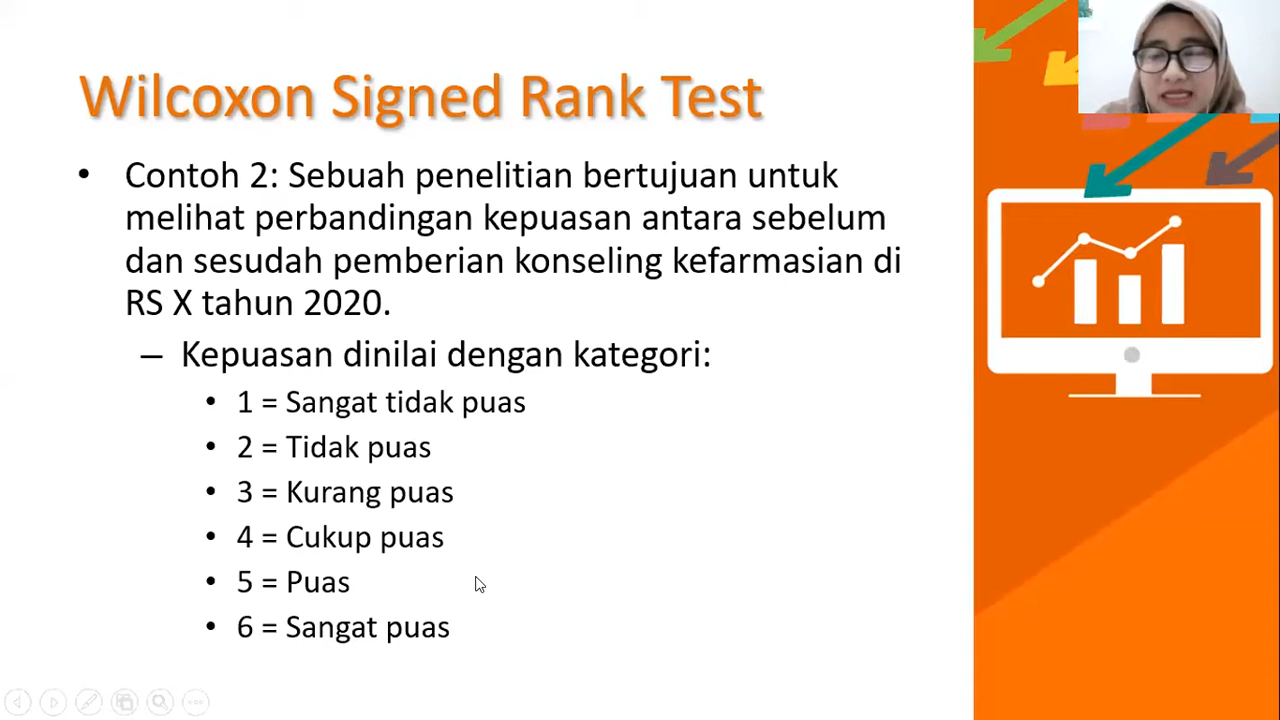 Wilcoxon Signed Rank Test
• Contoh 2: Sebuah penelitian bertujuan untuk
melihat perbandingan kepuasan antara sebelum
dan sesudah pemberian konseling kefarmasian di
RS X tahun 2020.
– Kepuasan dinilai dengan kategori:
• 1 = Sangat tidak puas
• 2 = Tidak puas
• 3 = Kurang puas
• 4 = Cukup puas
• 5 = Puas
• 6 = Sangat puas